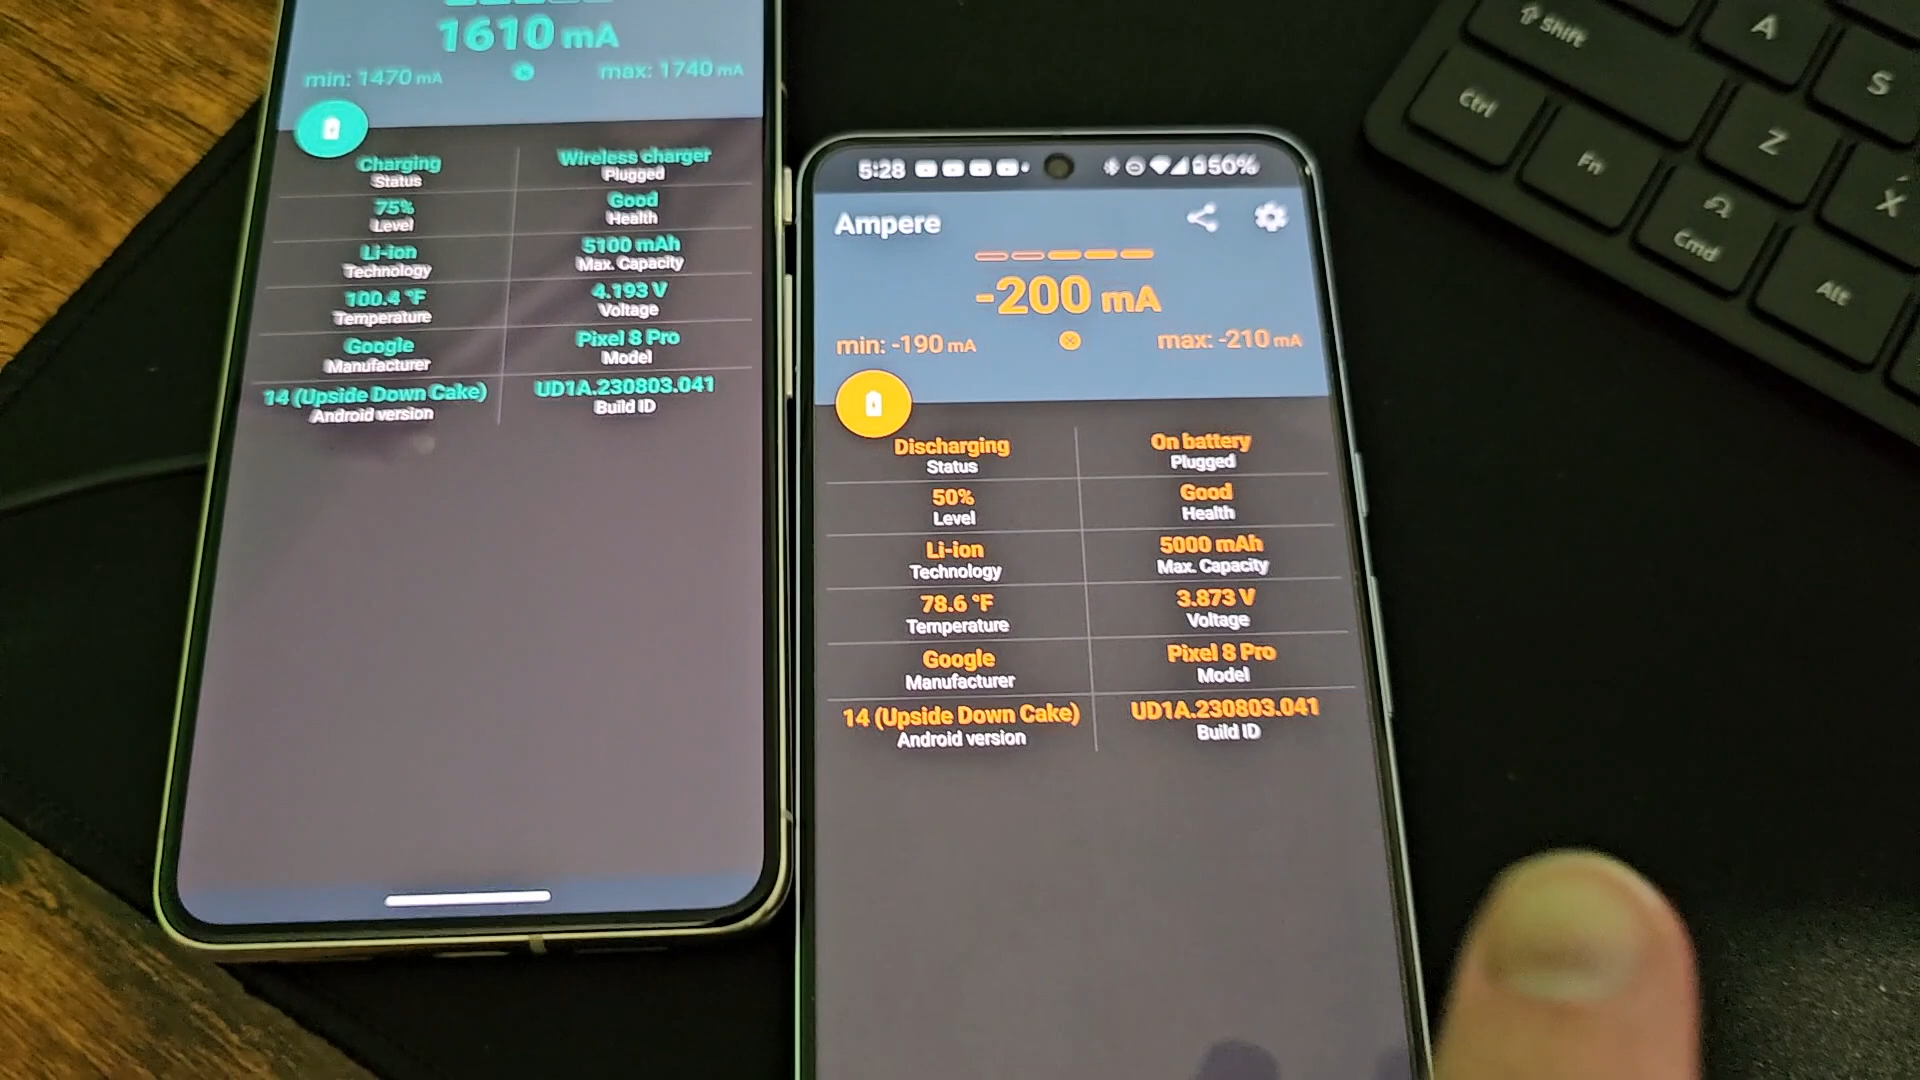 1610 mA
min: 1470 mA
max: 1740 mA
Charging
Status
Wireless charger
Plugged
75%
Level
Good
Health
Li-ion
Technology
5100 mAh
Max. Capacity
100.4 °F
Temperature
4.193 V
Voltage
Google
Manufacturer
Pixel 8 Pro
Model
14 (Upside Down Cake)
Android version
UD1A.230803.041
Build ID
5:28
50%
Ampere
-200 mA
min: -190 mA
max: -210 mA
Discharging
Status
On battery
Plugged
50%
Level
Good
Health
Li-ion
Technology
5000 mAh
Max. Capacity
78.6 °F
Temperature
3.873 V
Voltage
Google
Manufacturer
Pixel 8 Pro
Model
14 (Upside Down Cake)
Android version
UD1A.230803.041
Build ID
Shift
A
S
Ctrl
Z
Fn
X
Cmd
Alt